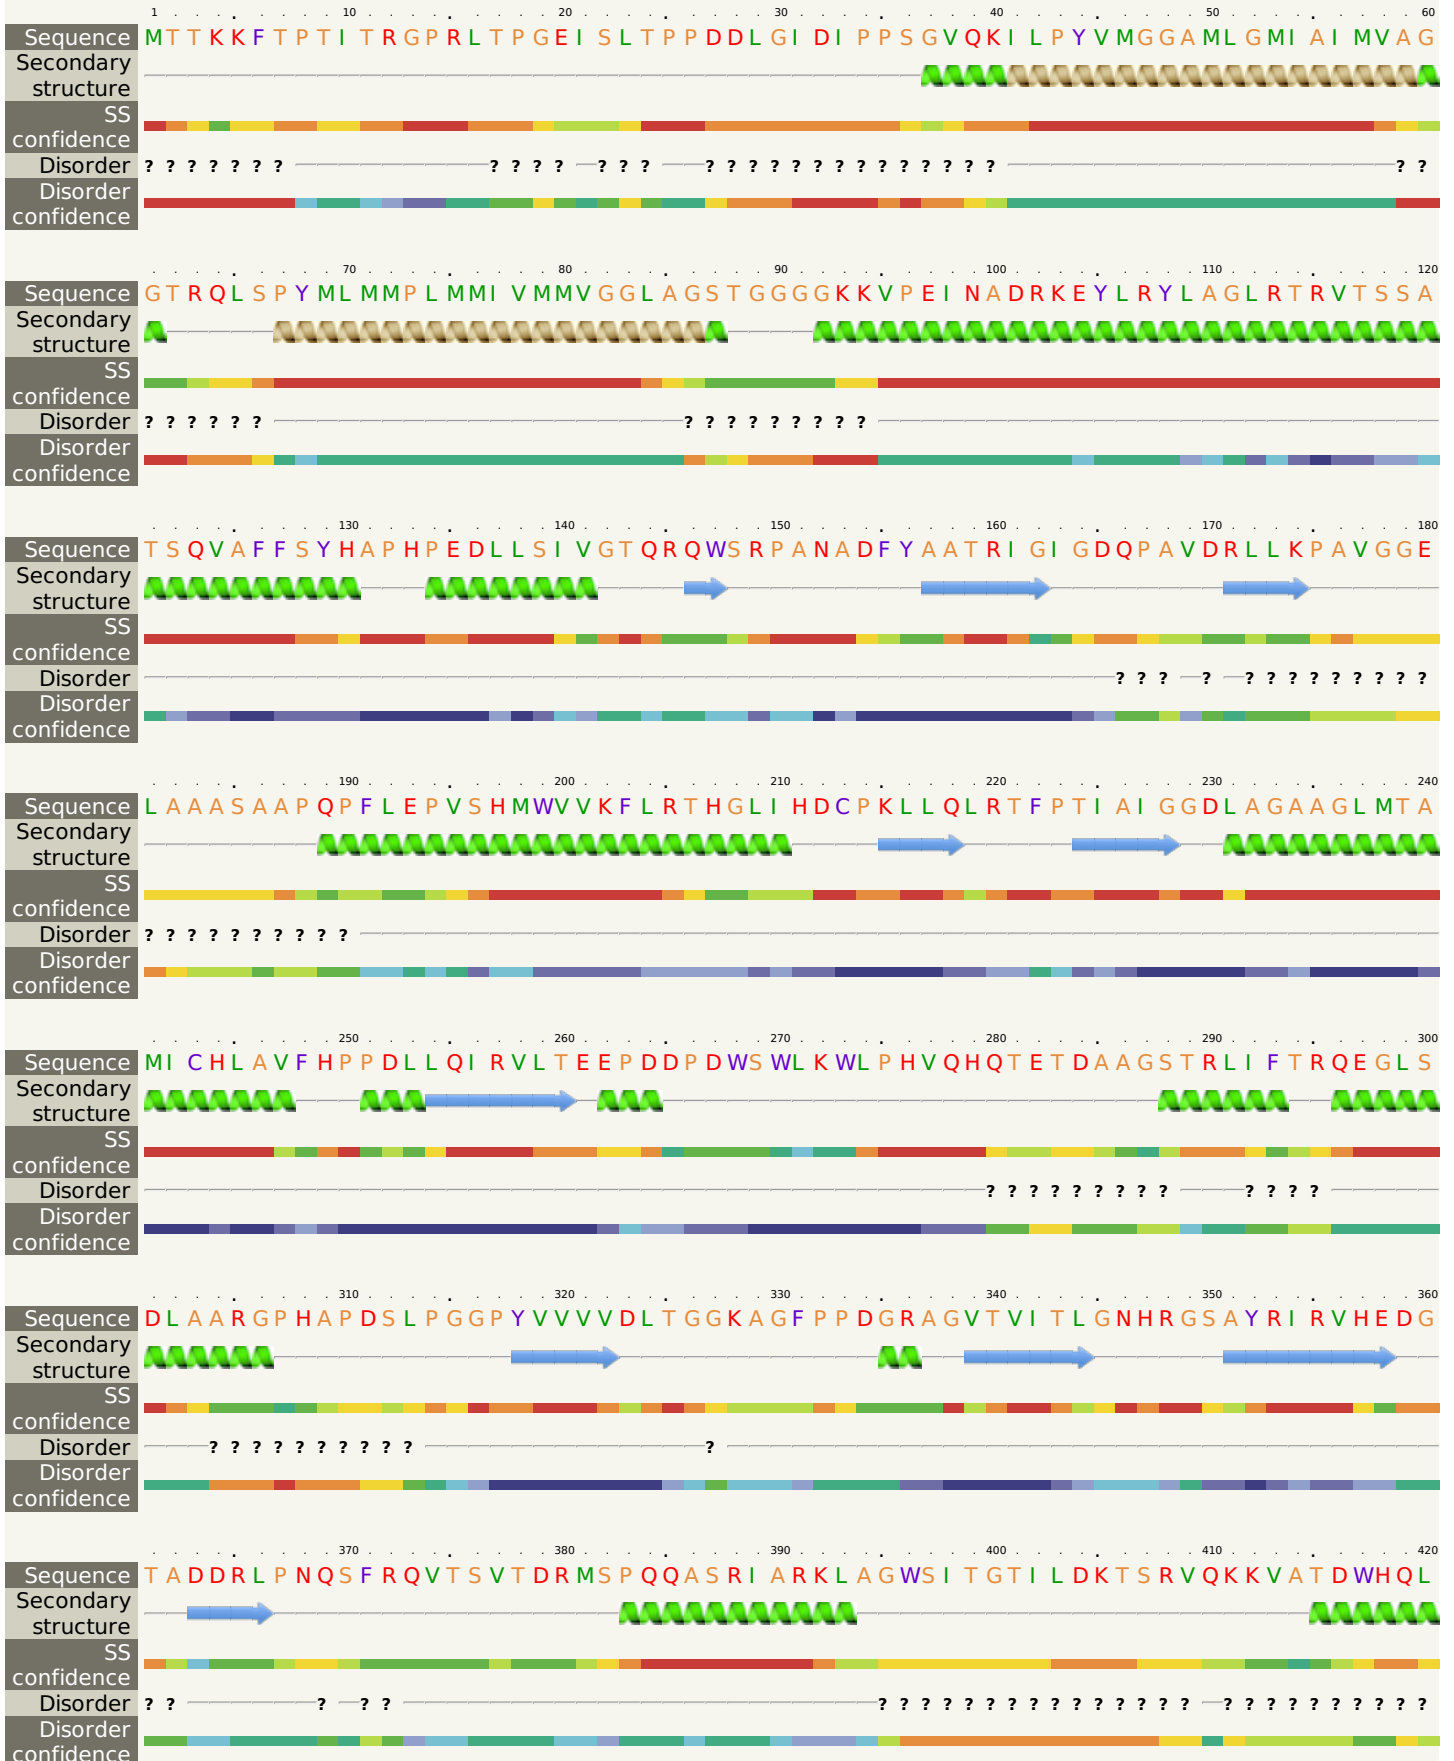 1 10 20 30 40 50 60
Sequence MTTKKFTPTITRGPRLTPGEISLTPPDDLGIDIPPSGVQKILPYVMGGAMLGMIAIMVAG
Secondary
structure
SS
confidence
Disorder ? ? ? ? ? ? ? ? ? ? ? ? ? ? ? ? ? ? ? ? ? ? ? ? ? ? ? ? ? ?
Disorder
confidence
70 80 90 100 110 120
Sequence GTRQLSPYMLMMPLMMIVMMVGGLAGSTGGGGKKVPEINADRKEYLRYLAGLRTRVTSSA
Secondary
structure
SS
confidence
Disorder ? ? ? ? ? ? ? ? ? ? ? ? ? ? ?
Disorder
confidence
130 140 150 160 170 180
Sequence TSQVAFFSYHAPHPEDLLSIVGTQRQWSRPANADFYAATRIGIGDQPAVDRLLKPAVGGE
Secondary
structure
SS
confidence
Disorder ? ? ? ? ? ? ? ? ? ? ? ? ?
Disorder
confidence
190 200 210 220 230 240
Sequence LAAASAAPQPFLEPVSHMWVVKFLRTHGLIHDCPKLLQLRTFPTIAIGGDLAGAAGLMTA
Secondary
structure
SS
confidence
Disorder ? ? ? ? ? ? ? ? ? ?
Disorder
confidence
250 260 270 280 290 300
Sequence MICHLAVFHPPDLLQIRVLTEEPDDPDWSWLKWLPHVQHQTETDAAGSTRLIFTRQEGLS
Secondary
structure
SS
confidence
Disorder ? ? ? ? ? ? ? ? ? ? ? ? ?
Disorder
confidence
310 320 330 340 350 360
Sequence DLAARGPHAPDSLPGGPYVVVVDLTGGKAGFPPDGRAGVTVITLGNHRGSAYRIRVHEDG
Secondary
structure
SS
confidence
Disorder ? ? ? ? ? ? ? ? ? ? ?
Disorder
confidence
370 380 390 400 410 420
Sequence TADDRLPNQSFRQVTSVTDRMSPQQASRIARKLAGWSITGTILDKTSRVQKKVATDWHQL
Secondary
structure
SS
confidence
Disorder ? ? ? ? ? ? ? ? ? ? ? ? ? ? ? ? ? ? ? ? ? ? ? ? ? ? ? ? ? ?
Disorder
confidence